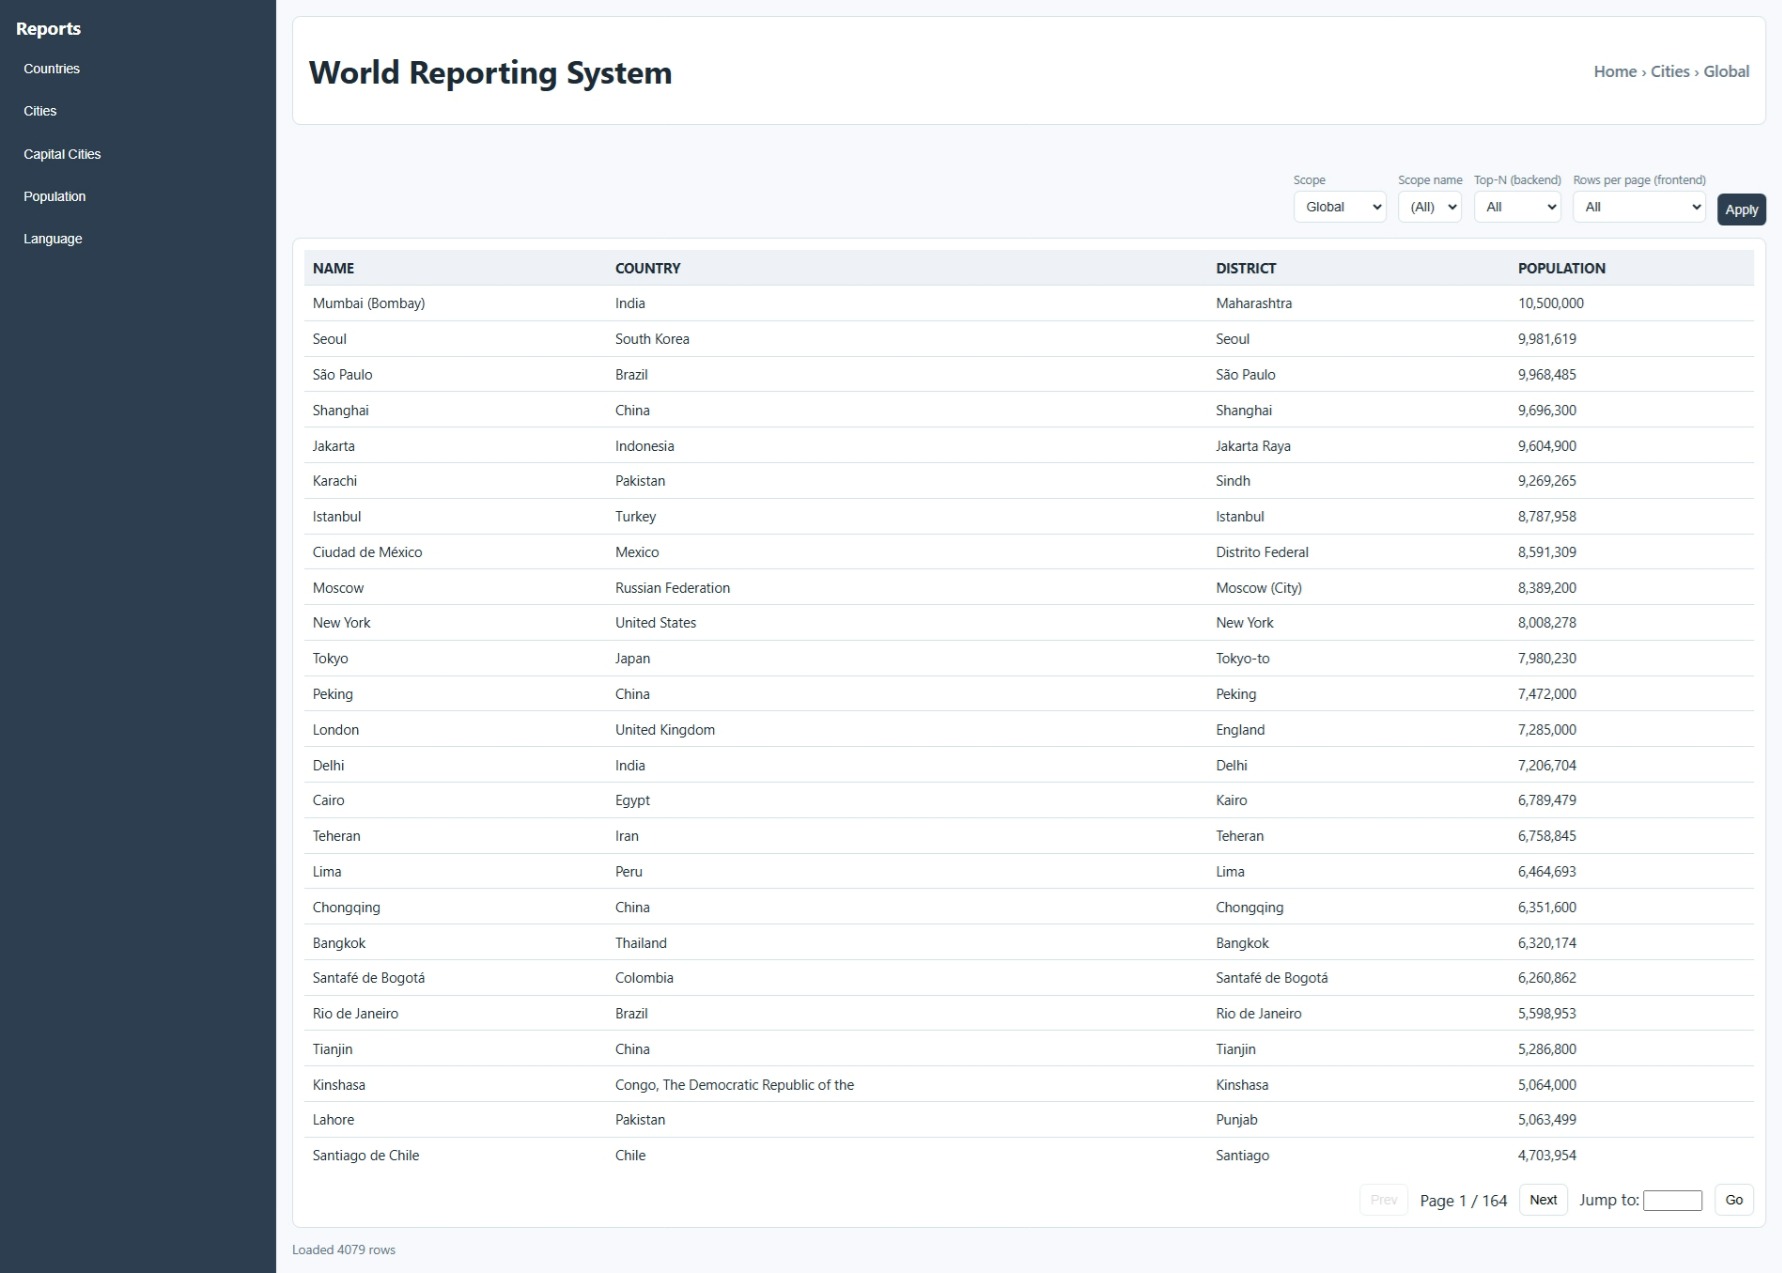 Reports
Countries
Cities
Capital Cities
Population
Language
World Reporting System
Home › Cities › Global
Scope Scope name Top-N (backend) Rows per page (frontend)
Global (All) All All Apply
NAME COUNTRY DISTRICT POPULATION
Mumbai (Bombay) India Maharashtra 10,500,000
Seoul South Korea Seoul 9,981,619
São Paulo Brazil São Paulo 9,968,485
Shanghai China Shanghai 9,696,300
Jakarta Indonesia Jakarta Raya 9,604,900
Karachi Pakistan Sindh 9,269,265
Istanbul Turkey Istanbul 8,787,958
Ciudad de México Mexico Distrito Federal 8,591,309
Moscow Russian Federation Moscow (City) 8,389,200
New York United States New York 8,008,278
Tokyo Japan Tokyo-to 7,980,230
Peking China Peking 7,472,000
London United Kingdom England 7,285,000
Delhi India Delhi 7,206,704
Cairo Egypt Kairo 6,789,479
Teheran Iran Teheran 6,758,845
Lima Peru Lima 6,464,693
Chongqing China Chongqing 6,351,600
Bangkok Thailand Bangkok 6,320,174
Santafé de Bogotá Colombia Santafé de Bogotá 6,260,862
Rio de Janeiro Brazil Rio de Janeiro 5,598,953
Tianjin China Tianjin 5,286,800
Kinshasa Congo, The Democratic Republic of the Kinshasa 5,064,000
Lahore Pakistan Punjab 5,063,499
Santiago de Chile Chile Santiago 4,703,954
Prev Page 1 / 164 Next Jump to: Go
Loaded 4079 rows